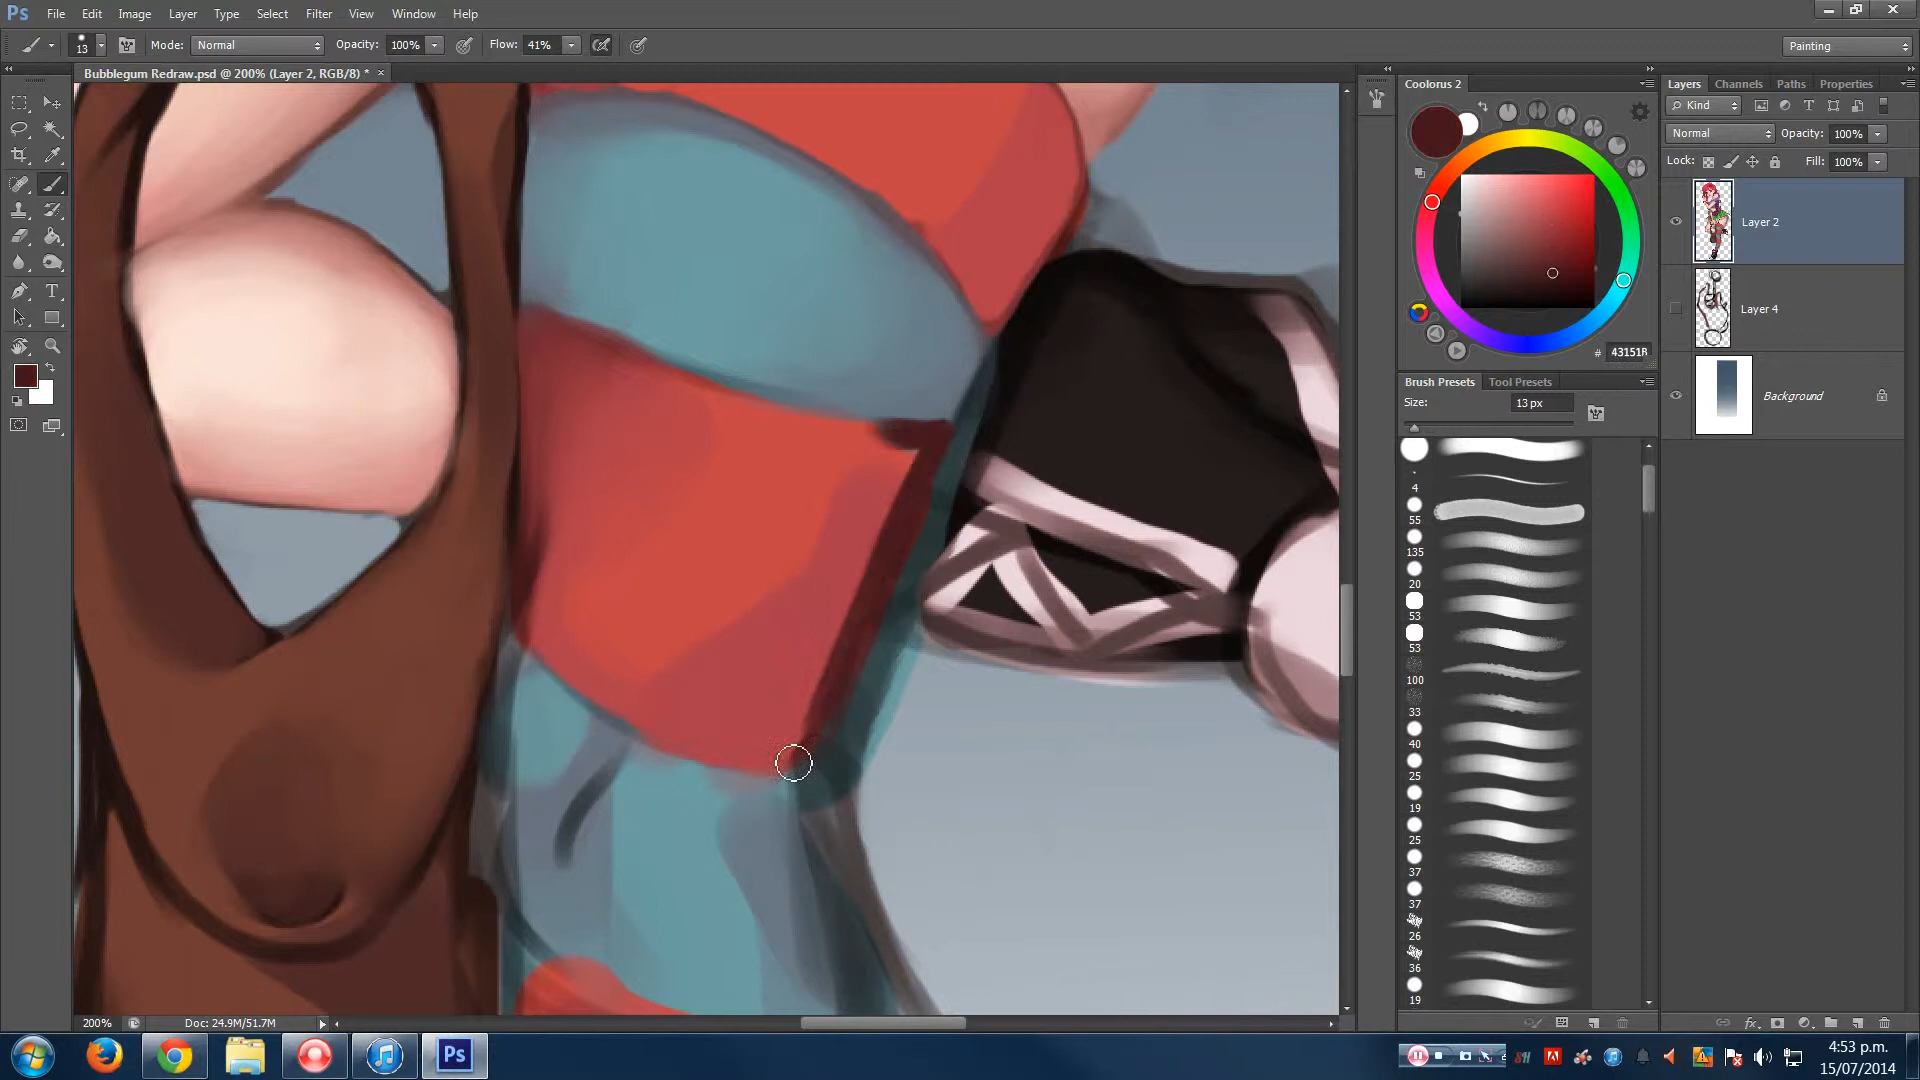 Ps File Edit Image Layer Type Select Filter Analysis View Window Help
13 Mode: Normal Opacity: 100% Flow: 41% Painting
Bubblegum Redraw.psd @ 200% (Layer 2, RGB/8) * ×
Coolorus 2
# 43151B
Brush Presets Tool Presets
Size: 13 px
4
55
135
20
53
53
100
33
40
25
19
25
37
37
26
36
19
Layers Channels Paths Properties
Kind
Normal Opacity: 100%
Lock: Fill: 100%
Layer 2
Layer 4
Background
200% Doc: 24.9M/51.7M
Ps
4:53 p.m.
15/07/2014